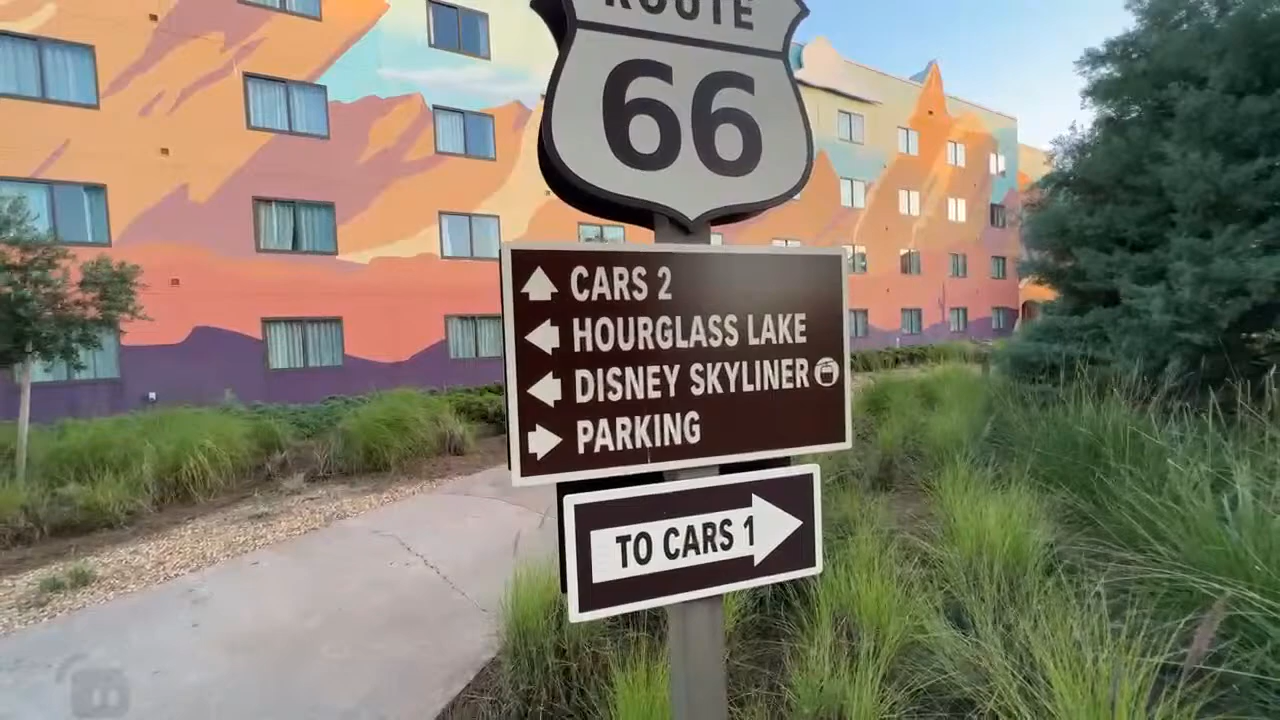 ROUTE
66
CARS 2
HOURGLASS LAKE
DISNEY SKYLINER
PARKING
TO CARS 1